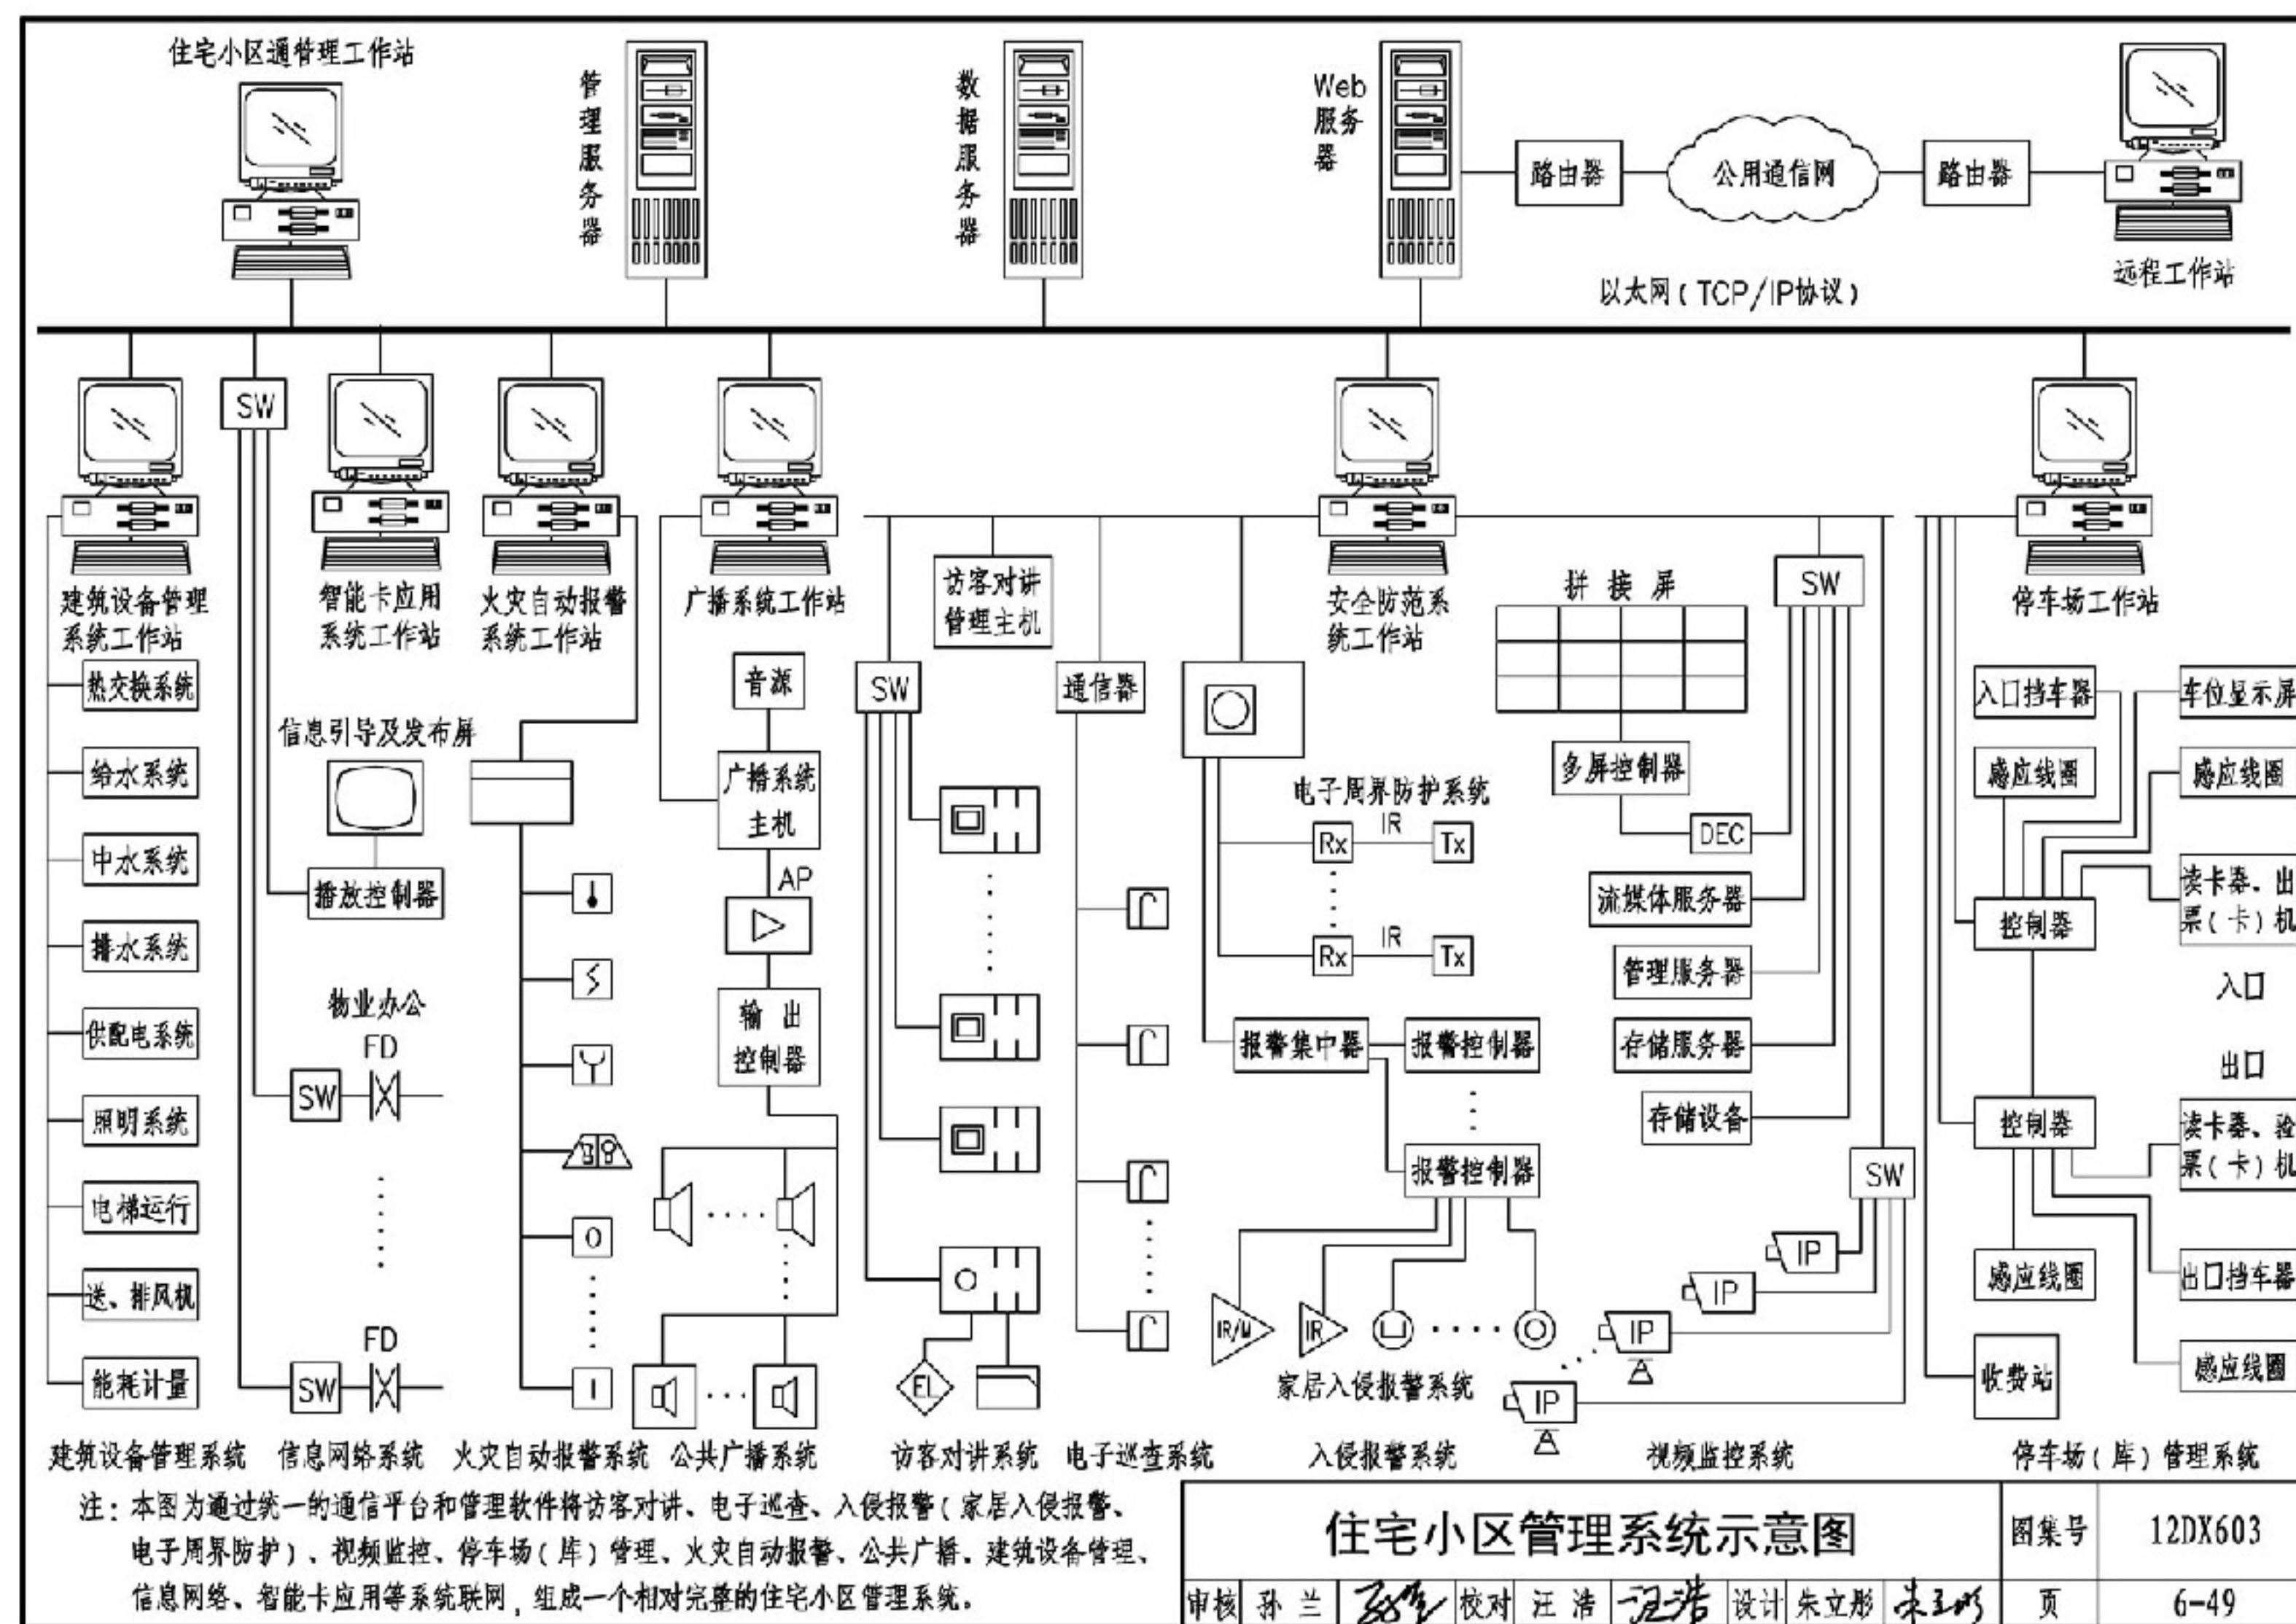 住宅小区通管理工作站
管理服务器
数据服务器
Web
服务
器
路由器
公用通信网
路由器
远程工作站
以太网（TCP/IP协议）
SW
建筑设备管理
系统工作站
智能卡应用
系统工作站
火灾自动报警
系统工作站
广播系统工作站
访客对讲
管理主机
安全防范系
统工作站
拼接屏
SW
停车场工作站
热交换系统
给水系统
中水系统
排水系统
供配电系统
照明系统
电梯运行
送、排风机
能耗计量
信息引导及发布屏
播放控制器
物业办公
FD
SW
FD
SW
O
I
音源
广播系统
主机
AP
输出
控制器
SW
EL
通信器
电子周界防护系统
Rx
IR
Tx
Rx
IR
Tx
报警集中器
报警控制器
报警控制器
IR/M
IR
家居入侵报警系统
多屏控制器
DEC
流媒体服务器
管理服务器
存储服务器
存储设备
SW
IP
IP
IP
IP
入口挡车器
车位显示屏
感应线圈
感应线圈
控制器
读卡器、出
票（卡）机
入口
出口
控制器
读卡器、验
票（卡）机
感应线圈
出口挡车器
收费站
感应线圈
建筑设备管理系统
信息网络系统
火灾自动报警系统
公共广播系统
访客对讲系统
电子巡查系统
入侵报警系统
视频监控系统
停车场（库）管理系统
注：本图为通过统一的通信平台和管理软件将访客对讲、电子巡查、入侵报警（家居入侵报警、
电子周界防护）、视频监控、停车场（库）管理、火灾自动报警、公共广播、建筑设备管理、
信息网络、智能卡应用等系统联网，组成一个相对完整的住宅小区管理系统。
住宅小区管理系统示意图
图集号
12DX603
审核 孙兰 校对 汪浩 汪浩 设计 朱立彤
页
6-49